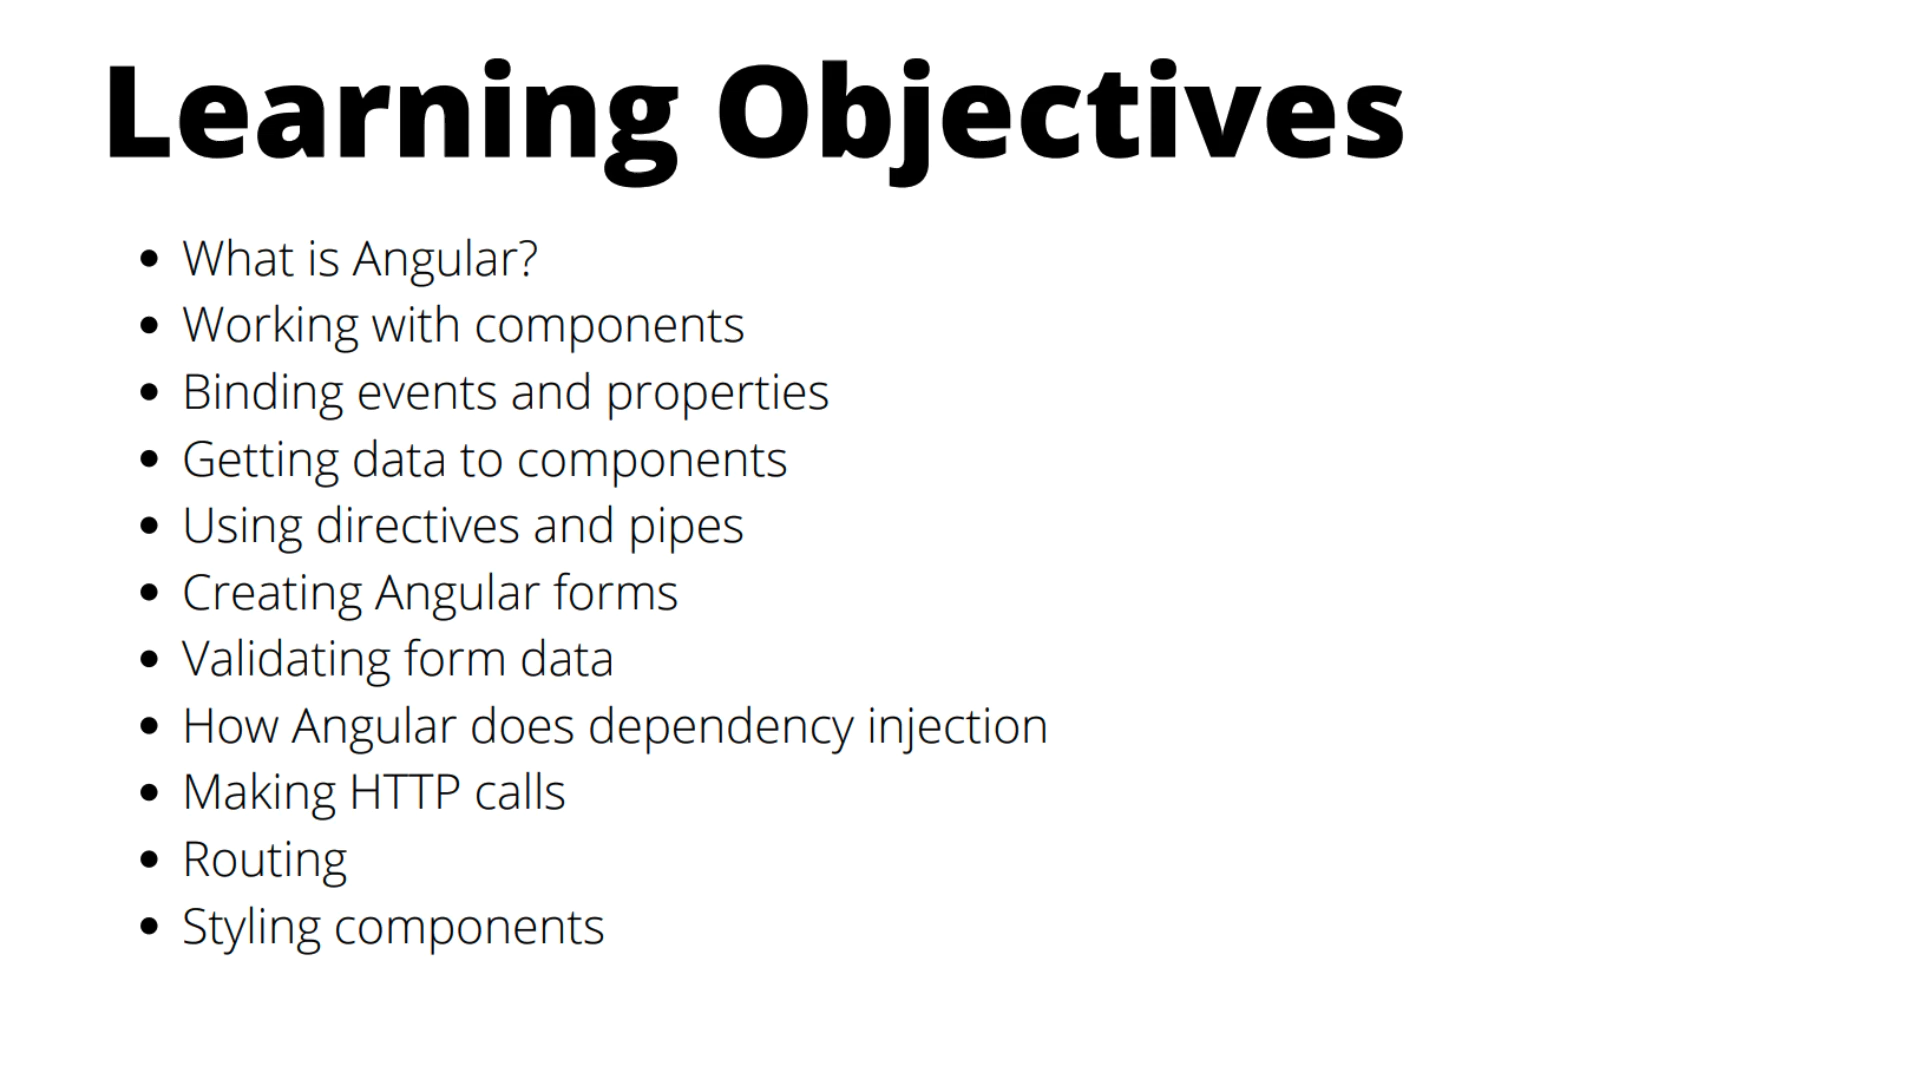 Learning Objectives
• What is Angular?
• Working with components
• Binding events and properties
• Getting data to components
• Using directives and pipes
• Creating Angular forms
• Validating form data
• How Angular does dependency injection
• Making HTTP calls
• Routing
• Styling components